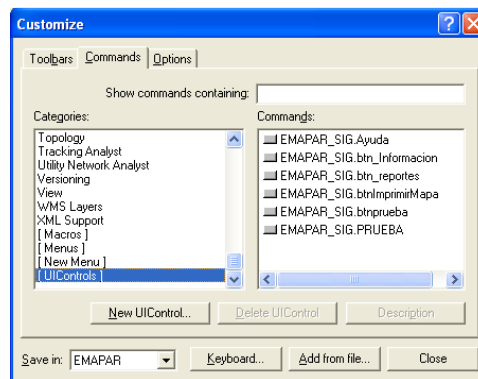 Customize
Toolbars Commands Options
Show commands containing:
Categories:
Topology
Tracking Analyst
Utility Network Analyst
Versioning
View
WMS Layers
XML Support
[ Macros ]
[ Menus ]
[ New Menu ]
[ UIControls ]
Commands:
EMAPAR_SIG.Ayuda
EMAPAR_SIG.btn_Informacion
EMAPAR_SIG.btn_reportes
EMAPAR_SIG.btnImprimirMapa
EMAPAR_SIG.btnprueba
EMAPAR_SIG.PRUEBA
New UIControl... Delete UIControl Description
Save in: EMAPAR Keyboard... Add from file... Close